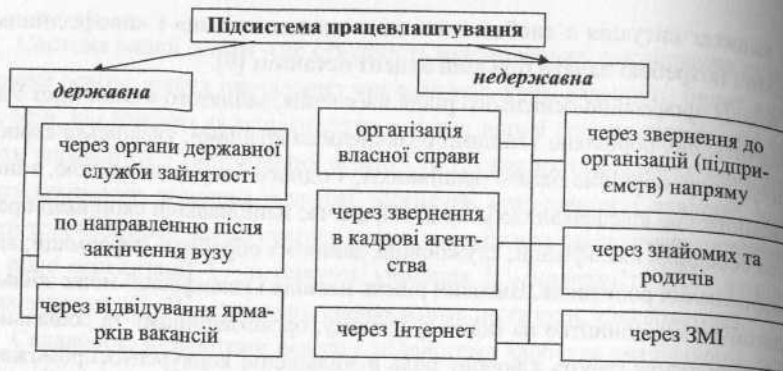 Підсистема працевлаштування
державна
недержавна
через органи державної
служби зайнятості
по направленню після
закінчення вузу
через відвідування ярма-
рків вакансій
організація
власної справи
через звернення
в кадрові агент-
ства
через Інтернет
через звернення до
організацій (підпри-
ємств) напряму
через знайомих та
родичів
через ЗМІ